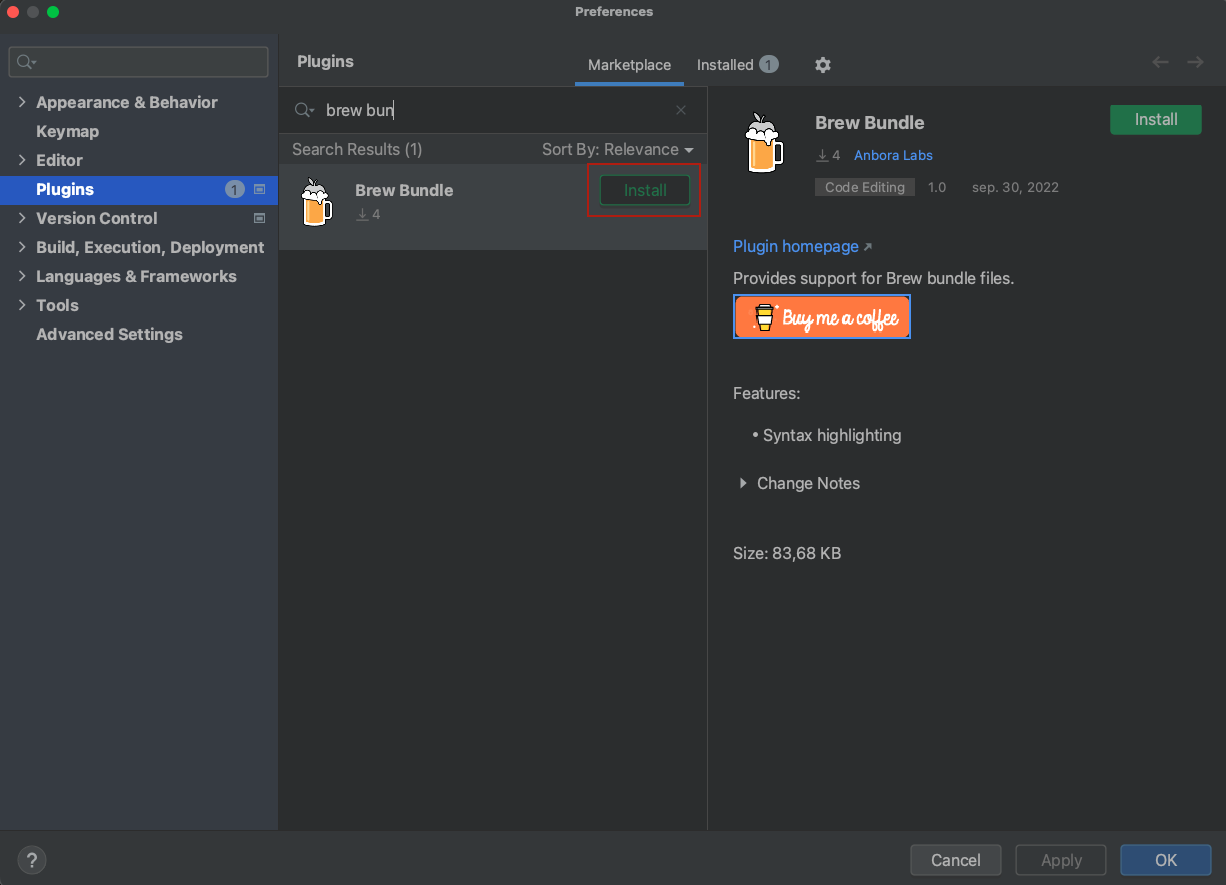 Preferences
Plugins
Marketplace
Installed 1
Appearance & Behavior
Keymap
Editor
Plugins 1
Version Control
Build, Execution, Deployment
Languages & Frameworks
Tools
Advanced Settings
brew bun
Search Results (1) Sort By: Relevance
Brew Bundle Install
4
Brew Bundle Install
4 Anbora Labs
Code Editing 1.0 sep. 30, 2022
Plugin homepage
Provides support for Brew bundle files.
Buy me a coffee
Features:
• Syntax highlighting
Change Notes
Size: 83,68 KB
? Cancel Apply OK